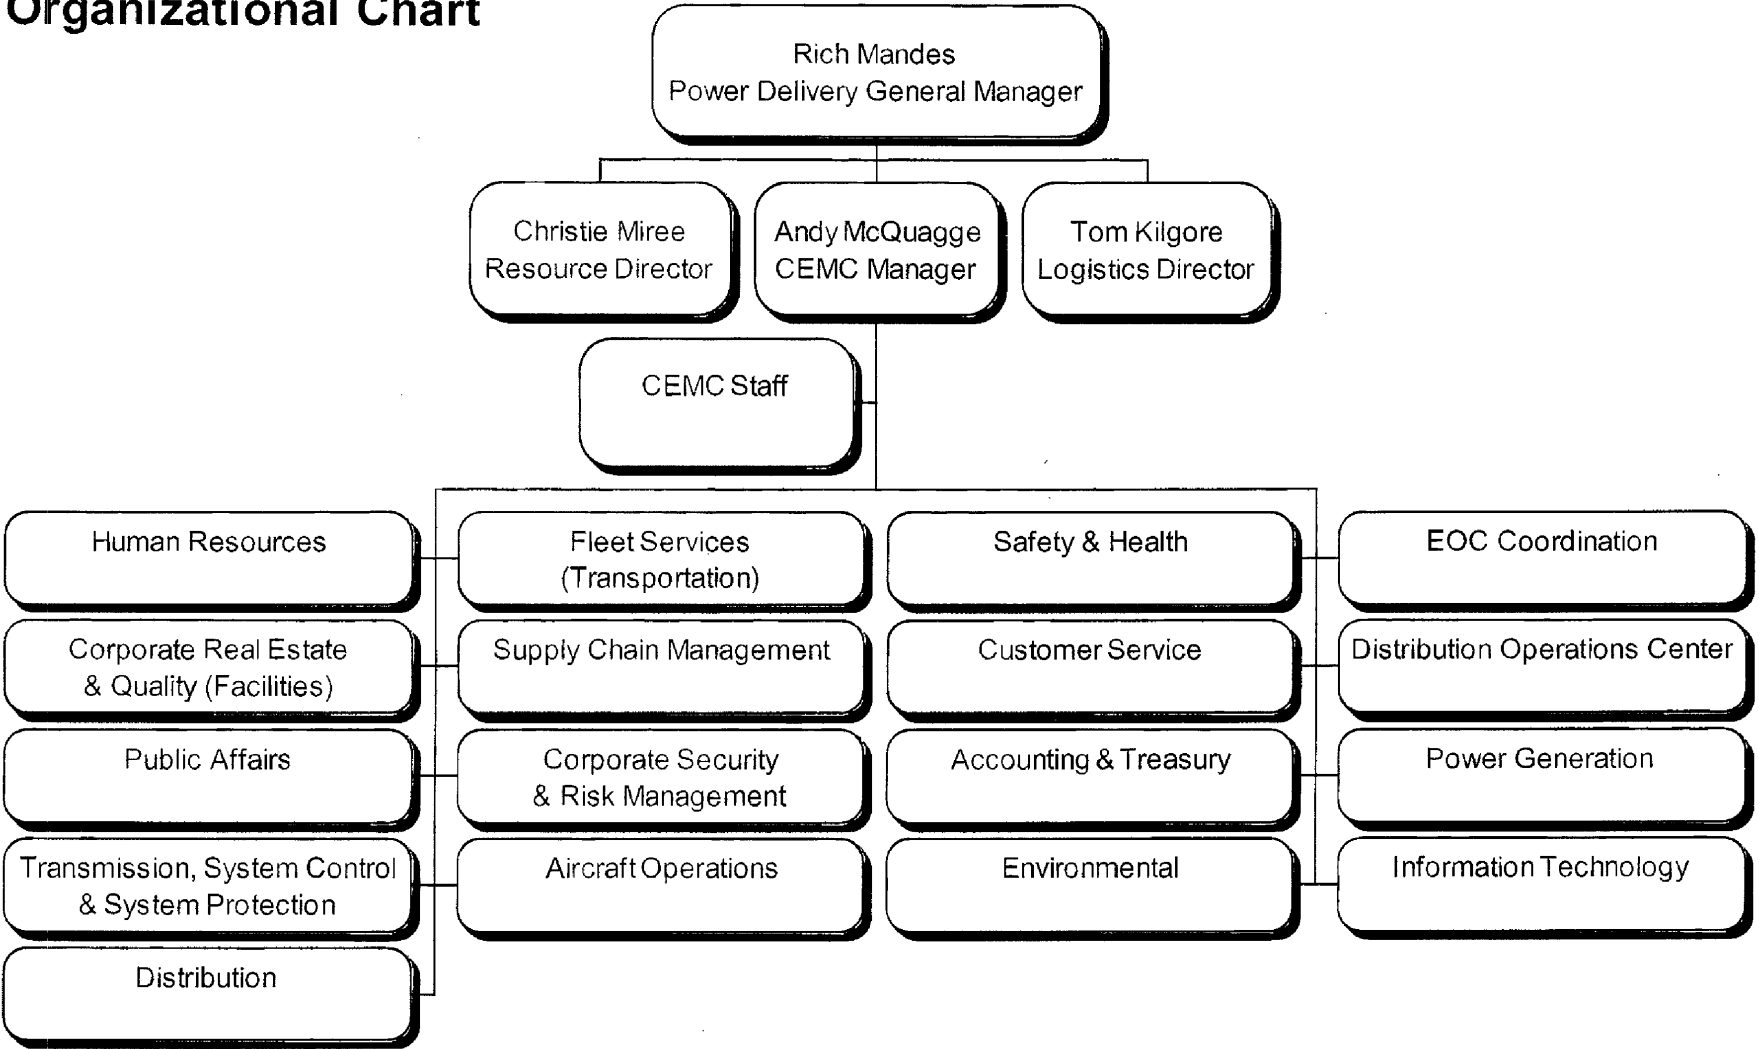 Organizational Chart
Rich Mandes
Power Delivery General Manager
Christie Miree
Resource Director
Andy McQuagge
CEMC Manager
Tom Kilgore
Logistics Director
CEMC Staff
Human Resources
Fleet Services
(Transportation)
Safety & Health
EOC Coordination
Corporate Real Estate
& Quality (Facilities)
Supply Chain Management
Customer Service
Distribution Operations Center
Public Affairs
Corporate Security
& Risk Management
Accounting & Treasury
Power Generation
Transmission, System Control
& System Protection
Aircraft Operations
Environmental
Information Technology
Distribution